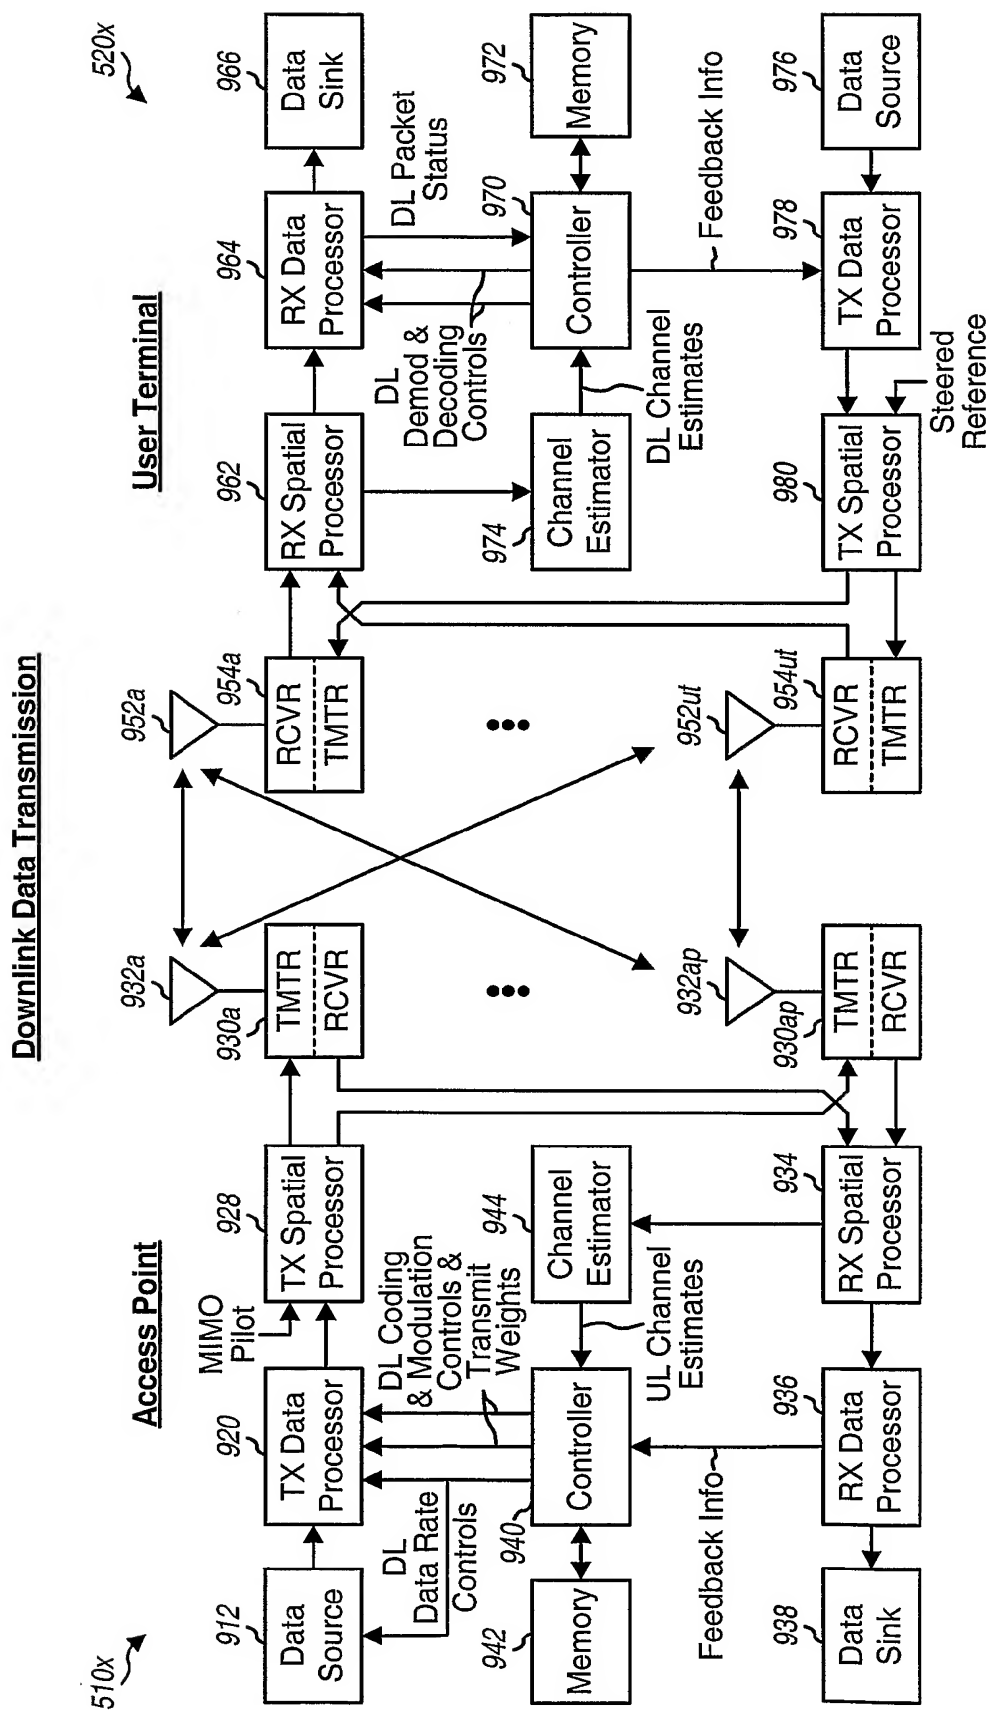 Downlink Data Transmission
510x
Access Point
User Terminal
520x
912
Data
Source
920
TX Data
Processor
MIMO
Pilot
928
TX Spatial
Processor
930a
TMTR
RCVR
932a
952a
954a
RCVR
TMTR
962
RX Spatial
Processor
964
RX Data
Processor
966
Data
Sink
DL
Data Rate
Controls
DL Coding
& Modulation
Controls &
Transmit
Weights
DL
Demod &
Decoding
Controls
DL Packet
Status
942
Memory
940
Controller
944
Channel
Estimator
974
Channel
Estimator
970
Controller
972
Memory
Feedback Info
UL Channel
Estimates
DL Channel
Estimates
Feedback Info
938
Data
Sink
936
RX Data
Processor
934
RX Spatial
Processor
930ap
TMTR
RCVR
932ap
952ut
954ut
RCVR
TMTR
980
TX Spatial
Processor
978
TX Data
Processor
976
Data
Source
Steered
Reference